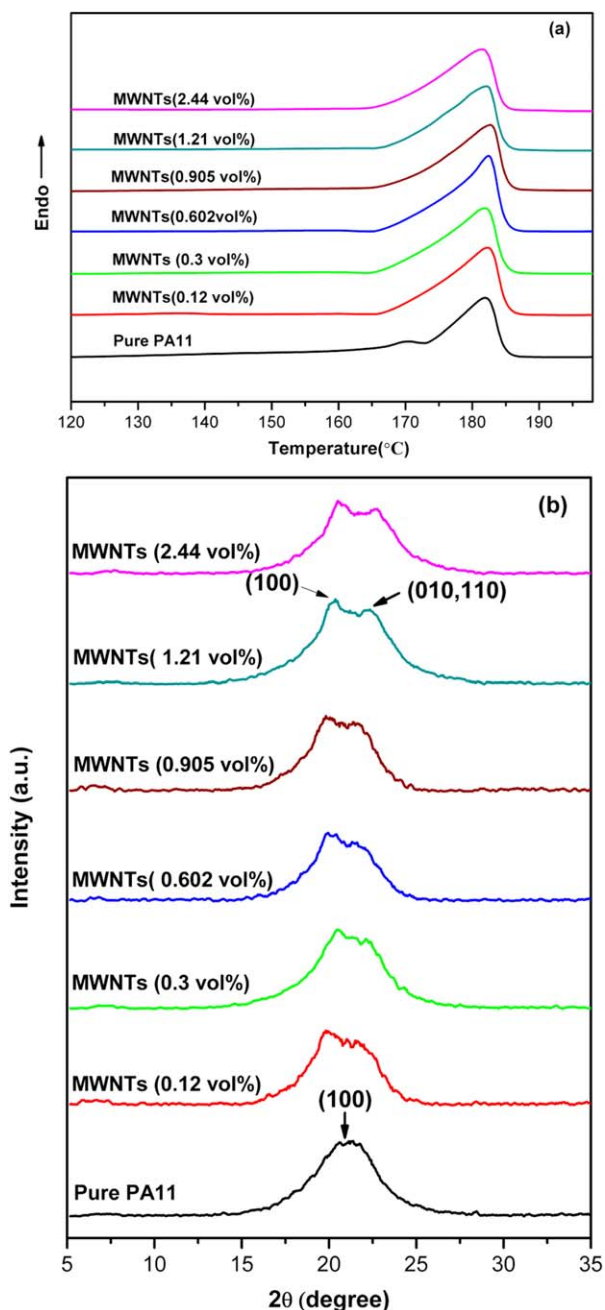 (a)
MWNTs(2.44 vol%)
MWNTs(1.21 vol%)
MWNTs(0.905 vol%)
MWNTs(0.602vol%)
MWNTs (0.3 vol%)
MWNTs(0.12 vol%)
Pure PA11
Endo
120 130 140 150 160 170 180 190
Temperature(°C)
(b)
MWNTs (2.44 vol%)
(100)
(010,110)
MWNTs( 1.21 vol%)
MWNTs (0.905 vol%)
MWNTs( 0.602 vol%)
MWNTs (0.3 vol%)
MWNTs (0.12 vol%)
(100)
Pure PA11
Intensity (a.u.)
5 10 15 20 25 30 35
2θ (degree)